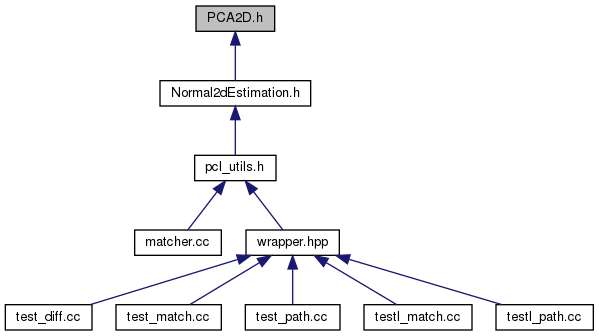 PCA2D.h
Normal2dEstimation.h
pcl_utils.h
matcher.cc
wrapper.hpp
test_diff.cc
test_match.cc
test_path.cc
testl_match.cc
testl_path.cc